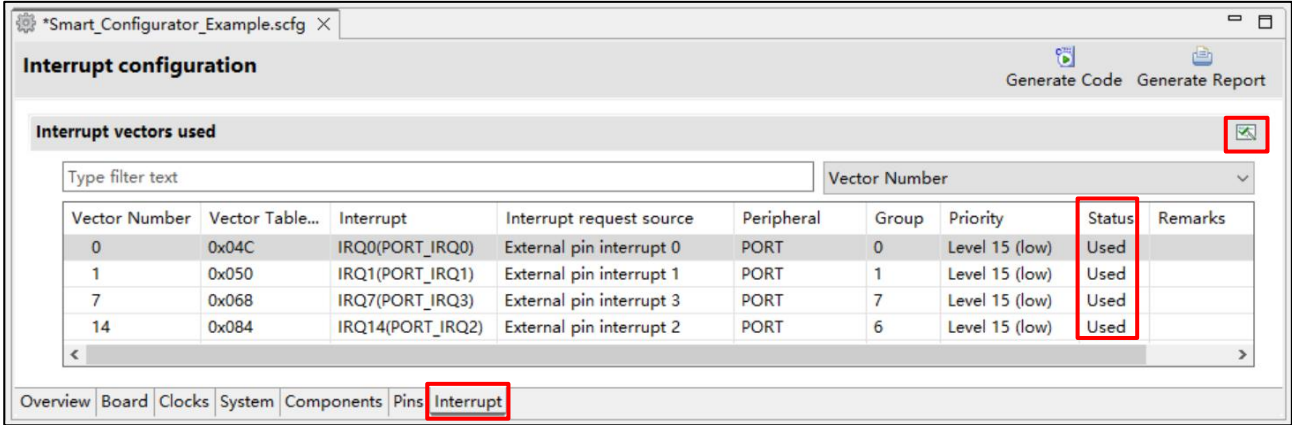 *Smart_Configurator_Example.scfg
Interrupt configuration
Generate Code Generate Report
Interrupt vectors used
Type filter text Vector Number
Vector Number Vector Table... Interrupt Interrupt request source Peripheral Group Priority Status Remarks
0 0x04C IRQ0(PORT_IRQ0) External pin interrupt 0 PORT 0 Level 15 (low) Used
1 0x050 IRQ1(PORT_IRQ1) External pin interrupt 1 PORT 1 Level 15 (low) Used
7 0x068 IRQ7(PORT_IRQ3) External pin interrupt 3 PORT 7 Level 15 (low) Used
14 0x084 IRQ14(PORT_IRQ2) External pin interrupt 2 PORT 6 Level 15 (low) Used
Overview Board Clocks System Components Pins Interrupt